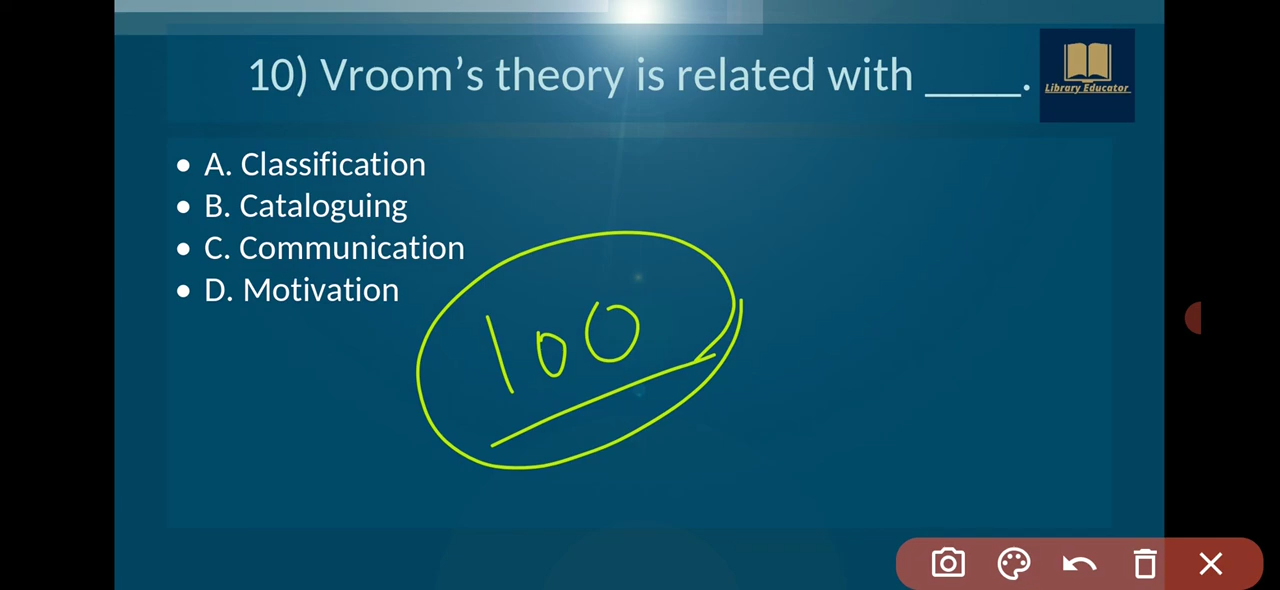 10) Vroom’s theory is related with _____.
Library Educator
• A. Classification
• B. Cataloguing
• C. Communication
• D. Motivation
100